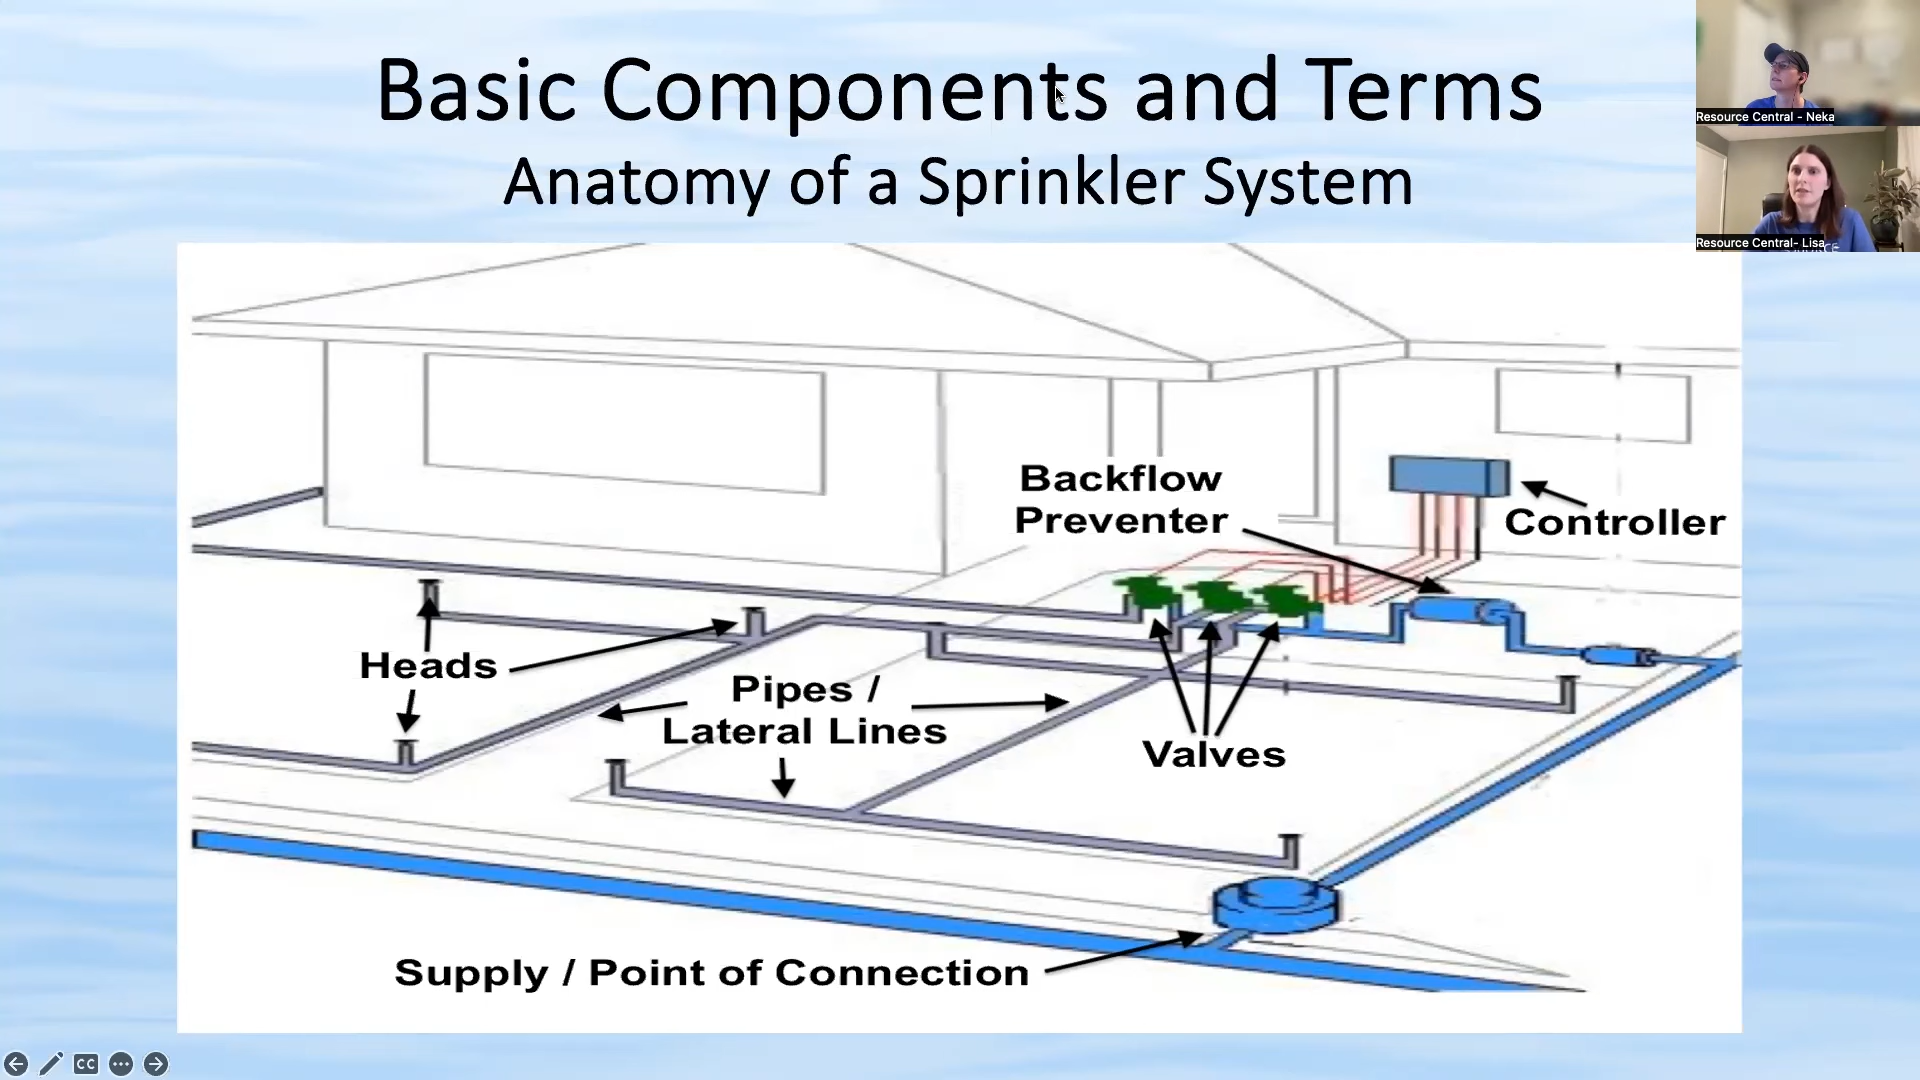 Basic Components and Terms
Anatomy of a Sprinkler System
Resource Central - Neka
Resource Central- Lisa
Backflow
Preventer
Controller
Heads
Pipes /
Lateral Lines
Valves
Supply / Point of Connection
CC